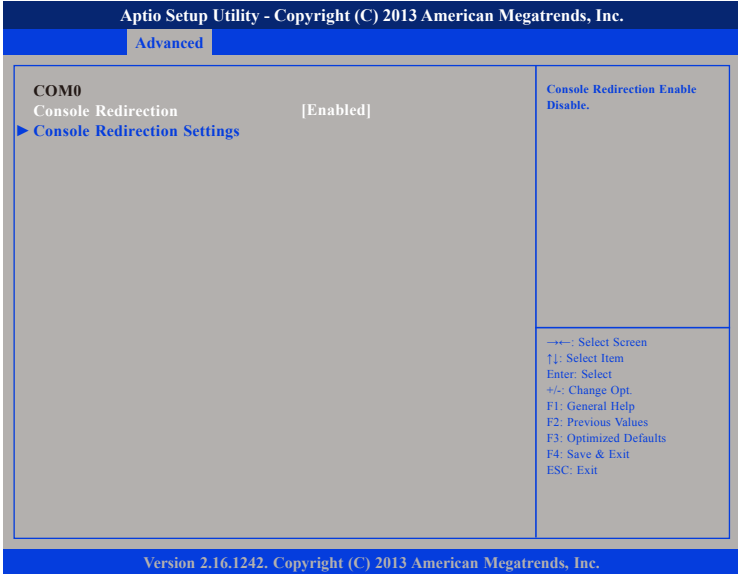 Aptio Setup Utility - Copyright (C) 2013 American Megatrends, Inc.
Advanced
COM0
Console Redirection [Enabled]
► Console Redirection Settings
Console Redirection Enable
Disable.
→←: Select Screen
↑↓: Select Item
Enter: Select
+/-: Change Opt.
F1: General Help
F2: Previous Values
F3: Optimized Defaults
F4: Save & Exit
ESC: Exit
Version 2.16.1242. Copyright (C) 2013 American Megatrends, Inc.